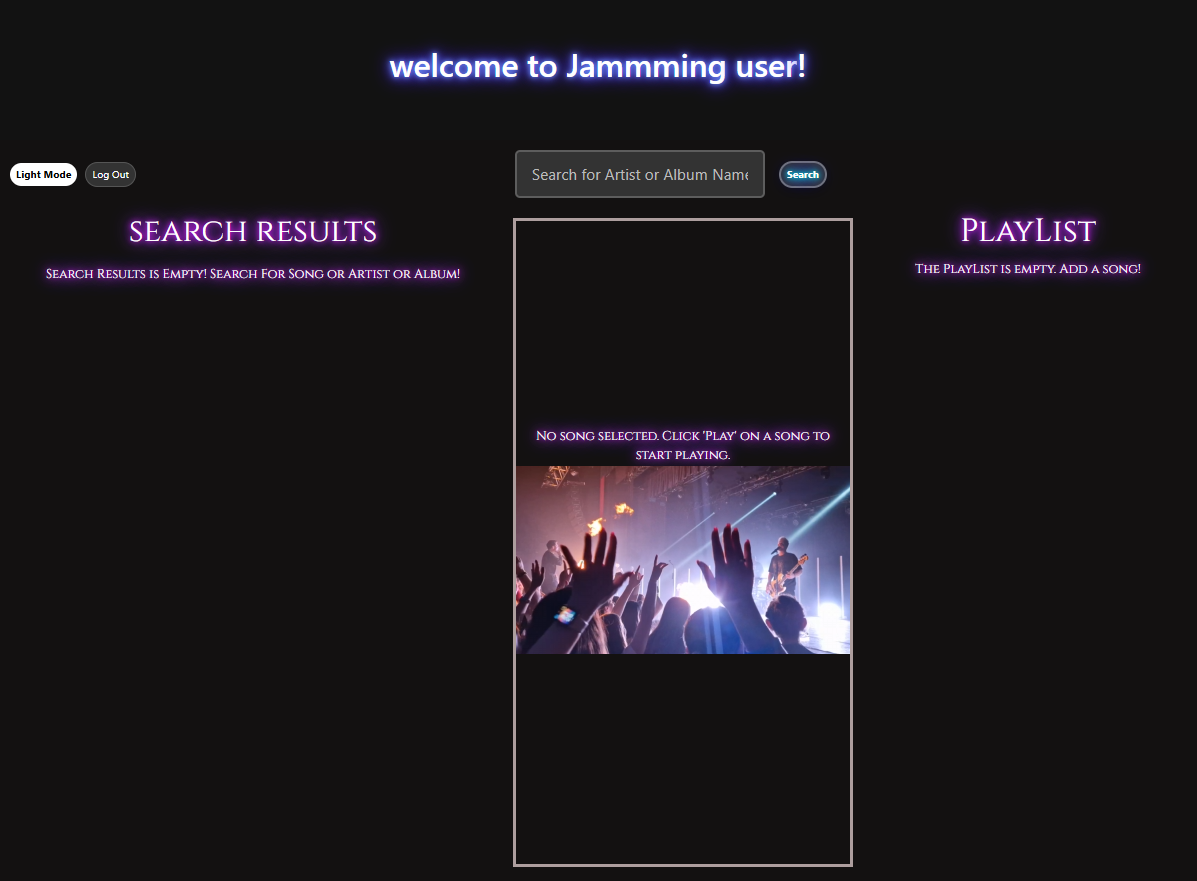 welcome to Jammming user!
Light Mode
Log Out
Search for Artist or Album Name
Search
SEARCH RESULTS
Search Results is Empty! Search For Song or Artist or Album!
PlayList
The PlayList is empty. Add a song!
No song selected. Click 'Play' on a song to
start playing.